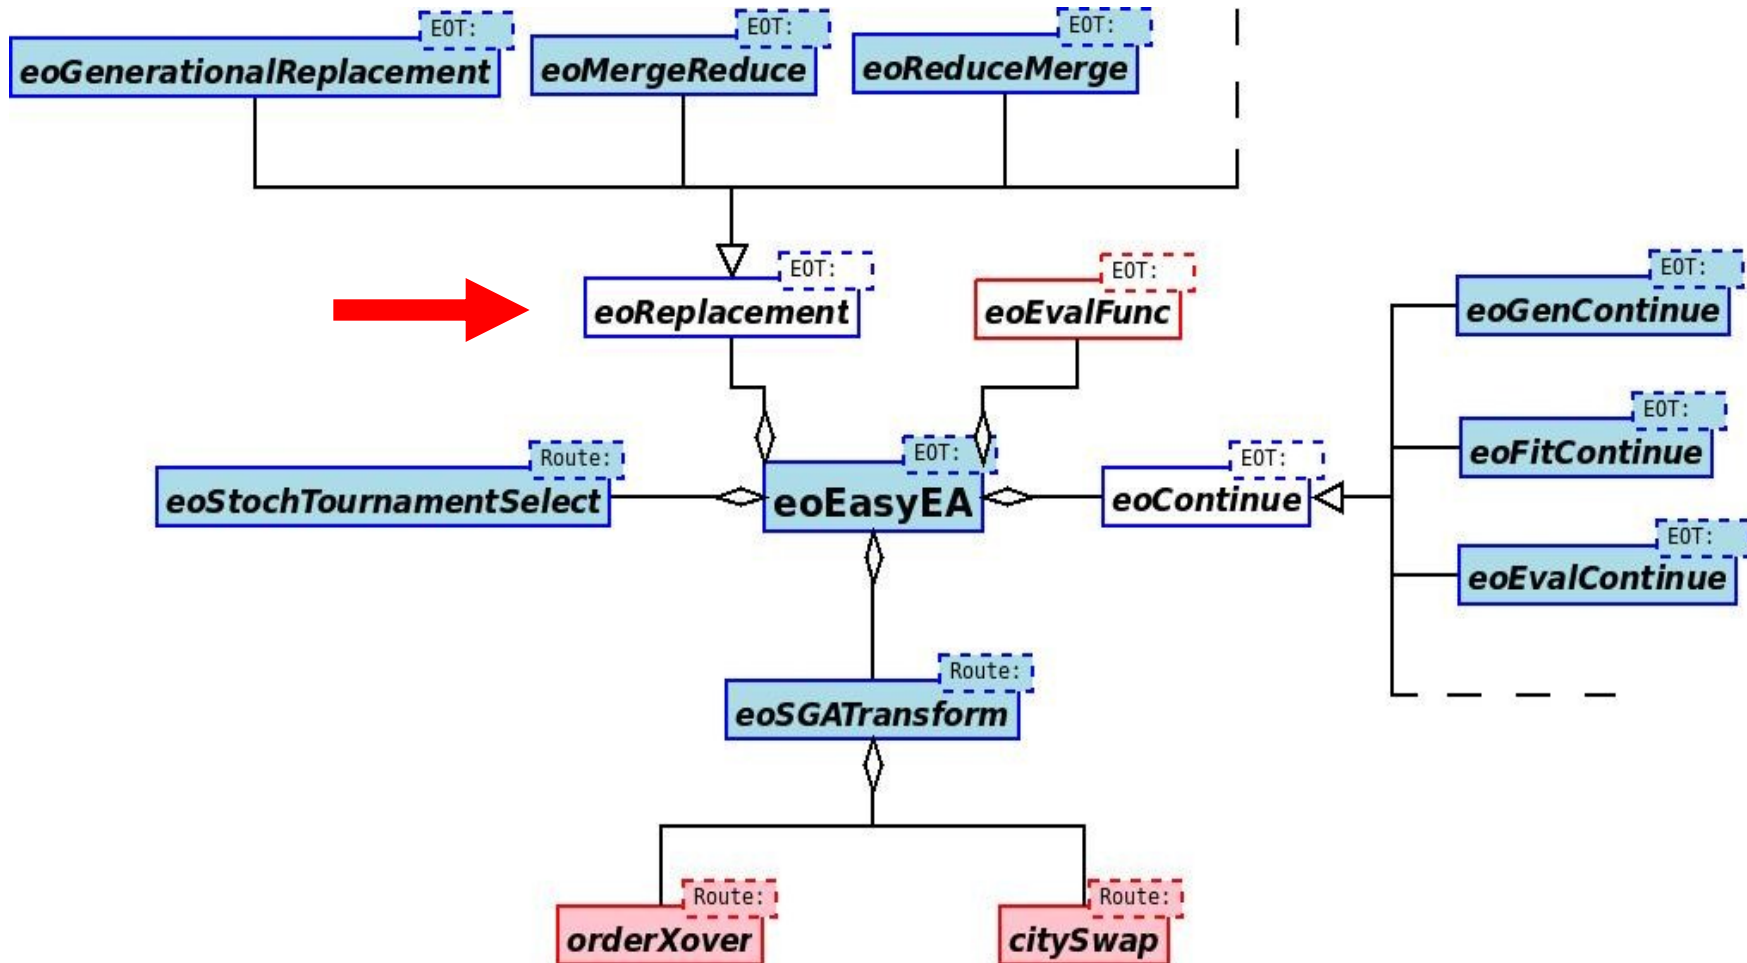 EOT:
eoGenerationalReplacement
EOT:
eoMergeReduce
EOT:
eoReduceMerge
EOT:
eoReplacement
EOT:
eoEvalFunc
EOT:
eoGenContinue
EOT:
eoFitContinue
Route:
eoStochTournamentSelect
EOT:
eoEasyEA
EOT:
eoContinue
EOT:
eoEvalContinue
Route:
eoSGATransform
Route:
orderXover
Route:
citySwap